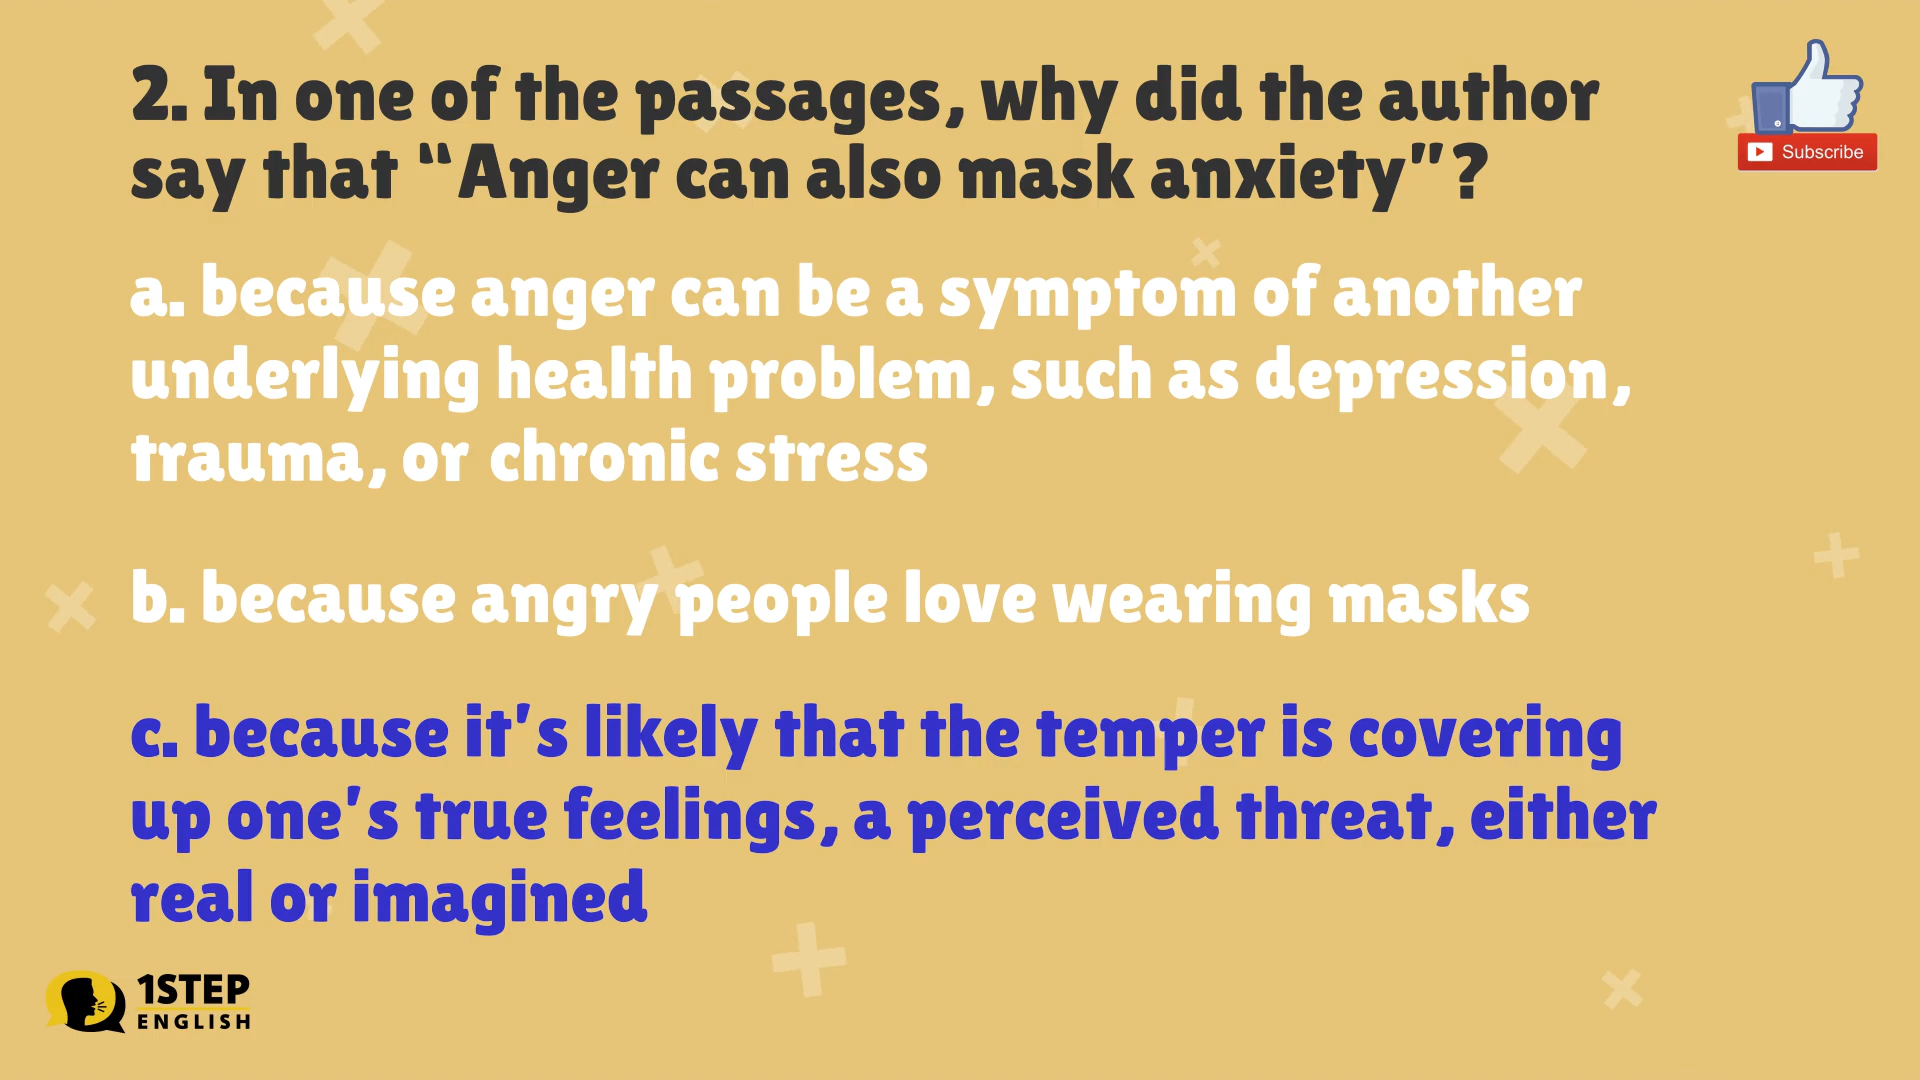 2. In one of the passages, why did the author
say that “Anger can also mask anxiety”?
a. because anger can be a symptom of another
underlying health problem, such as depression,
trauma, or chronic stress
b. because angry people love wearing masks
c. because it's likely that the temper is covering
up one's true feelings, a perceived threat, either
real or imagined
Subscribe
1STEP
ENGLISH